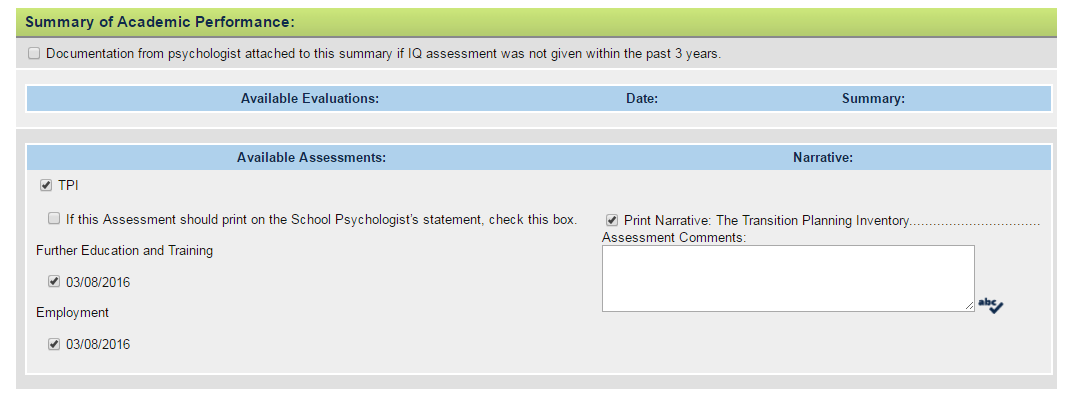 Summary of Academic Performance:
Documentation from psychologist attached to this summary if IQ assessment was not given within the past 3 years.
Available Evaluations: Date: Summary:
Available Assessments: Narrative:
TPI
If this Assessment should print on the School Psychologist's statement, check this box.
Print Narrative: The Transition Planning Inventory.................................
Assessment Comments:
Further Education and Training
03/08/2016
abc
Employment
03/08/2016